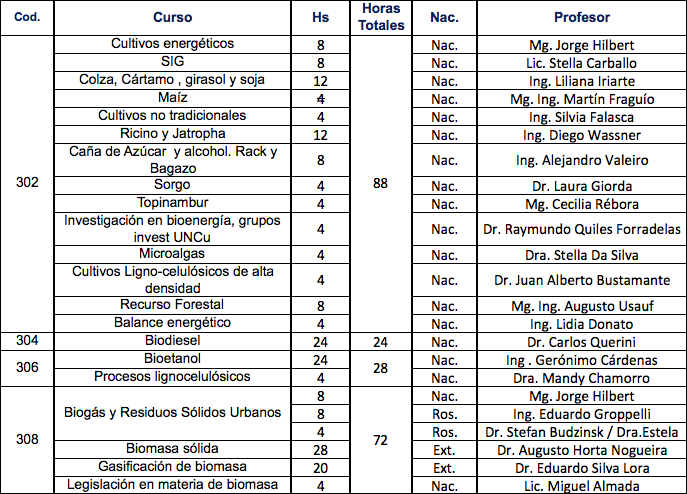 Cod. Curso Hs Horas Totales Nac. Profesor
302 88
Cultivos energéticos 8 Nac. Mg. Jorge Hilbert
SIG 8 Nac. Lic. Stella Carballo
Colza, Cártamo , girasol y soja 12 Nac. Ing. Liliana Iriarte
Maíz 4 Nac. Mg. Ing. Martín Fraguío
Cultivos no tradicionales 4 Nac. Ing. Silvia Falasca
Ricino y Jatropha 12 Nac. Ing. Diego Wassner
Caña de Azúcar y alcohol. Rack y
Bagazo 8 Nac. Ing. Alejandro Valeiro
Sorgo 4 Nac. Dr. Laura Giorda
Topinambur 4 Nac. Mg. Cecilia Rébora
Investigación en bioenergía, grupos
invest UNCu 4 Nac. Dr. Raymundo Quiles Forradelas
Microalgas 4 Nac. Dra. Stella Da Silva
Cultivos Ligno-celulósicos de alta
densidad 4 Nac. Dr. Juan Alberto Bustamante
Recurso Forestal 8 Nac. Mg. Ing. Augusto Usauf
Balance energético 4 Nac. Ing. Lidia Donato
304 Biodiesel 24 24 Nac. Dr. Carlos Querini
306 28
Bioetanol 24 Nac. Ing . Gerónimo Cárdenas
Procesos lignocelulósicos 4 Nac. Dra. Mandy Chamorro
308 72
Biogás y Residuos Sólidos Urbanos
8 Nac. Mg. Jorge Hilbert
8 Ros. Ing. Eduardo Groppelli
4 Ros. Dr. Stefan Budzinsk / Dra.Estela
Biomasa sólida 28 Ext. Dr. Augusto Horta Nogueira
Gasificación de biomasa 20 Ext. Dr. Eduardo Silva Lora
Legislación en materia de biomasa 4 Nac. Lic. Miguel Almada